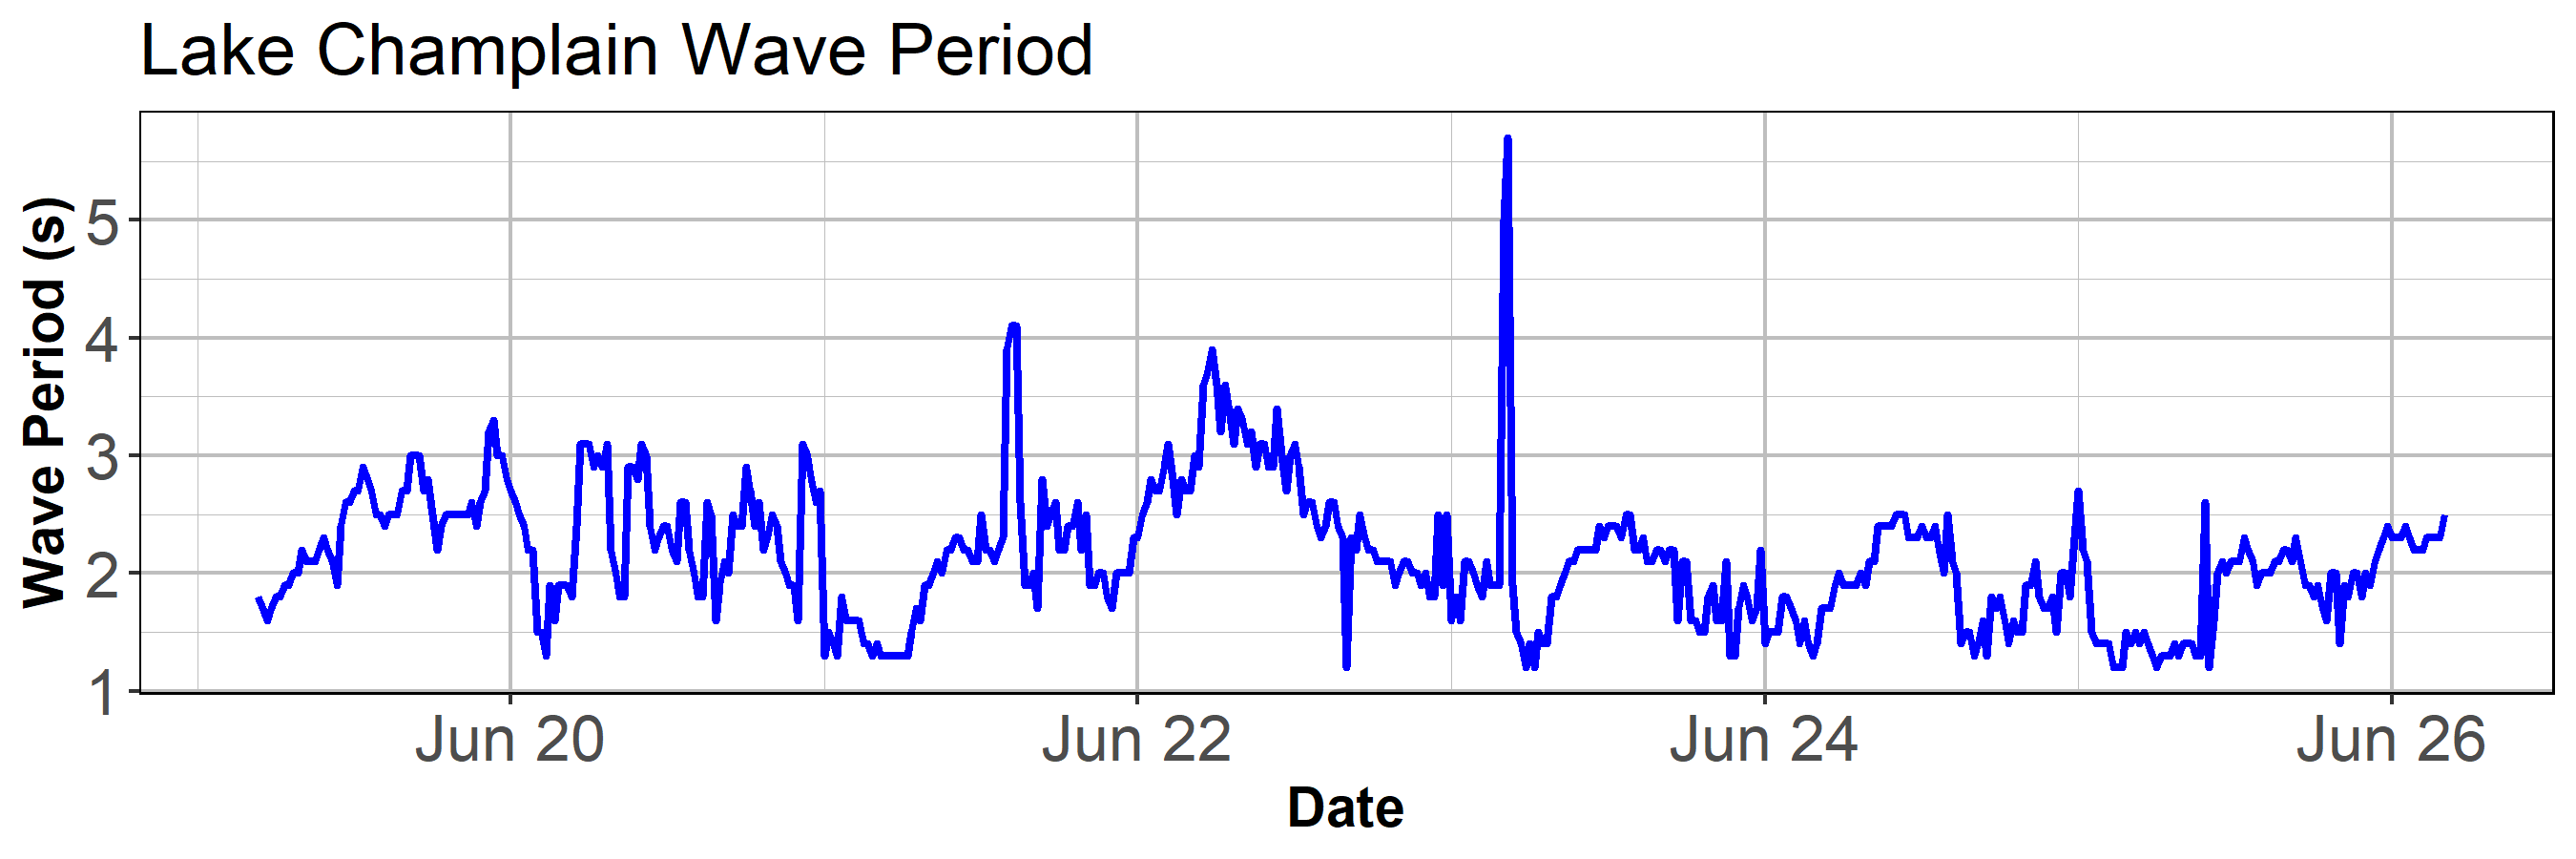 Lake Champlain Wave Period
Wave Period (s)
5
4
3
2
1
Jun 20
Jun 22
Jun 24
Jun 26
Date